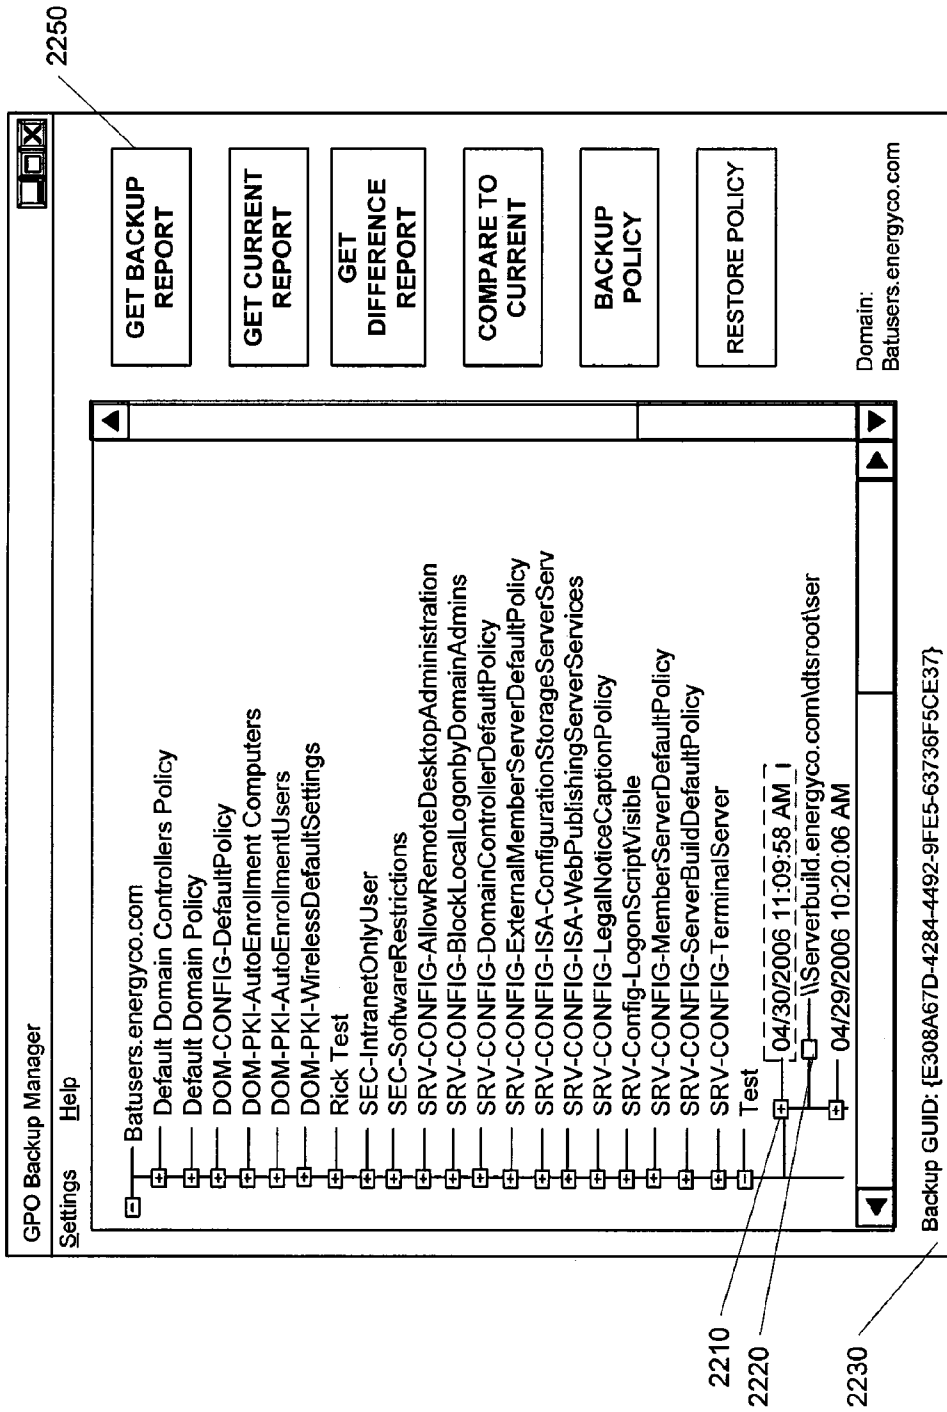 GPO Backup Manager
Settings Help
Batusers.energyco.com
Default Domain Controllers Policy
Default Domain Policy
DOM-CONFIG-DefaultPolicy
DOM-PKI-AutoEnrollment Computers
DOM-PKI-AutoEnrollmentUsers
DOM-PKI-WirelessDefaultSettings
Rick Test
SEC-IntranetOnlyUser
SEC-SoftwareRestrictions
SRV-CONFIG-AllowRemoteDesktopAdministration
SRV-CONFIG-BlockLocalLogonbyDomainAdmins
SRV-CONFIG-DomainControllerDefaultPolicy
SRV-CONFIG-ExternalMemberServerDefaultPolicy
SRV-CONFIG-ISA-ConfigurationStorageServerServ
SRV-CONFIG-ISA-WebPublishingServerServices
SRV-CONFIG-LegalNoticeCaptionPolicy
SRV-Config-LogonScriptVisible
SRV-CONFIG-MemberServerDefaultPolicy
SRV-CONFIG-ServerBuildDefaultPolicy
SRV-CONFIG-TerminalServer
Test
04/30/2006 11:09:58 AM
\\Serverbuild.energyco.com\dtsroot\ser
04/29/2006 10:20:06 AM
GET BACKUP
REPORT
GET CURRENT
REPORT
GET
DIFFERENCE
REPORT
COMPARE TO
CURRENT
BACKUP
POLICY
RESTORE POLICY
Domain:
Batusers.energyco.com
Backup GUID: {E308A67D-4284-4492-9FE5-63736F5CE37}
2210
2220
2230
2250